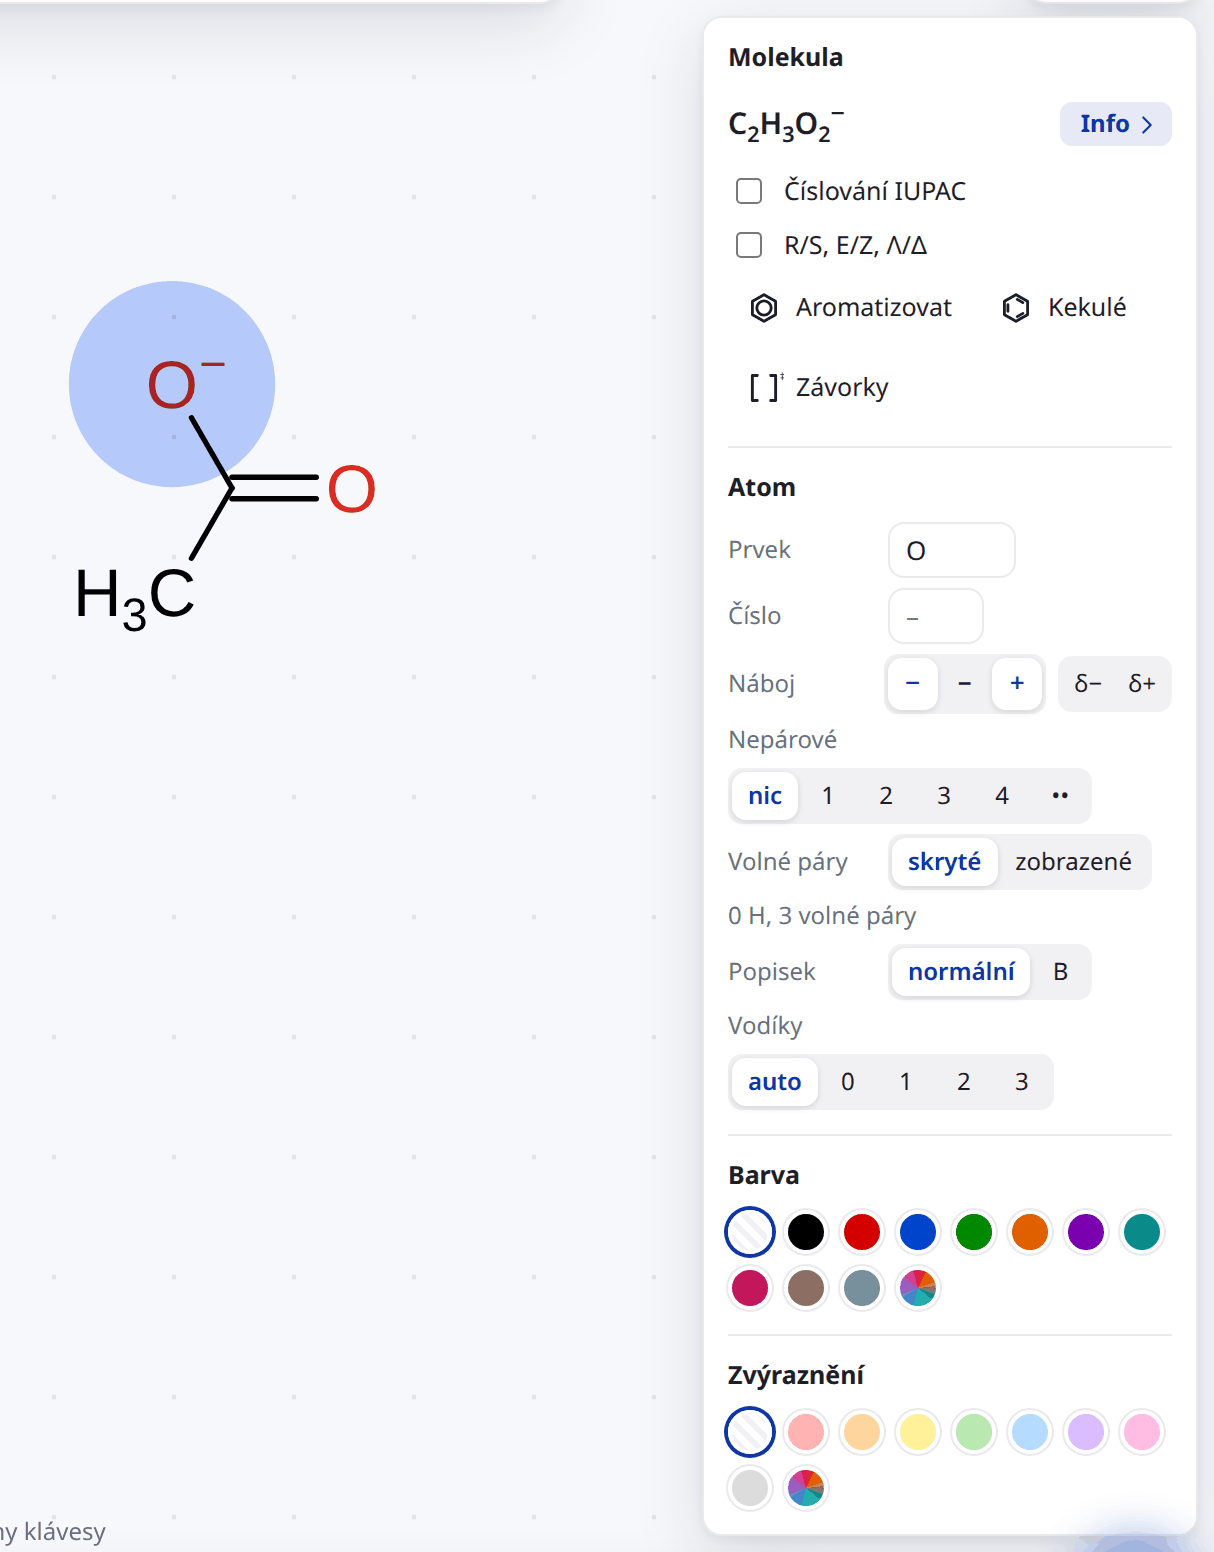 Molekula
C₂H₃O₂⁻
Info
Číslování IUPAC
R/S, E/Z, Λ/Δ
Aromatizovat
Kekulé
[ ]‡ Závorky
O⁻
O
H₃C
Atom
Prvek O
Číslo –
Náboj − – + δ− δ+
Nepárové
nic 1 2 3 4 ••
Volné páry skryté zobrazené
0 H, 3 volné páry
Popisek normální B
Vodíky
auto 0 1 2 3
Barva
Zvýraznění
klávesy